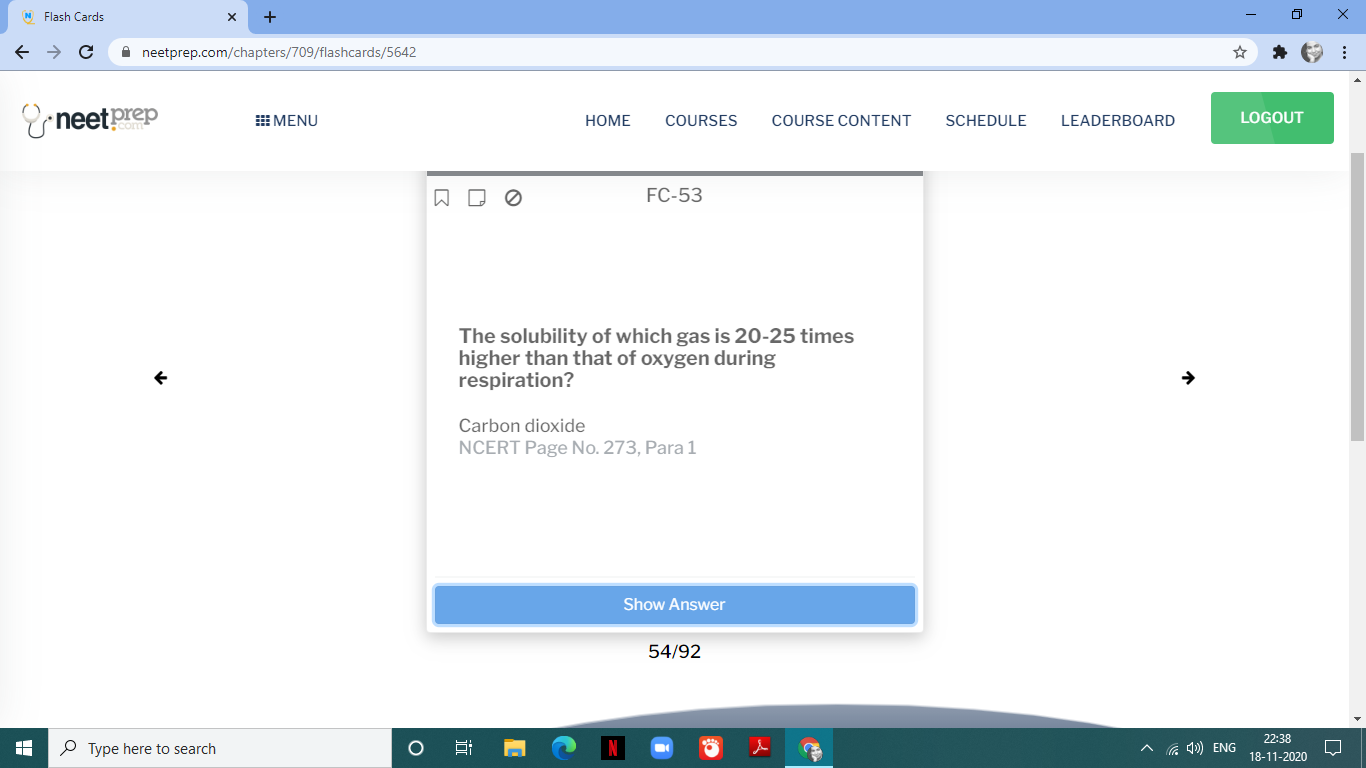 Flash Cards
neetprep.com/chapters/709/flashcards/5642
neetprep
.com
MENU
HOME
COURSES
COURSE CONTENT
SCHEDULE
LEADERBOARD
LOGOUT
FC-53
The solubility of which gas is 20-25 times
higher than that of oxygen during
respiration?
Carbon dioxide
NCERT Page No. 273, Para 1
Show Answer
54/92
Type here to search
ENG
22:38
18-11-2020